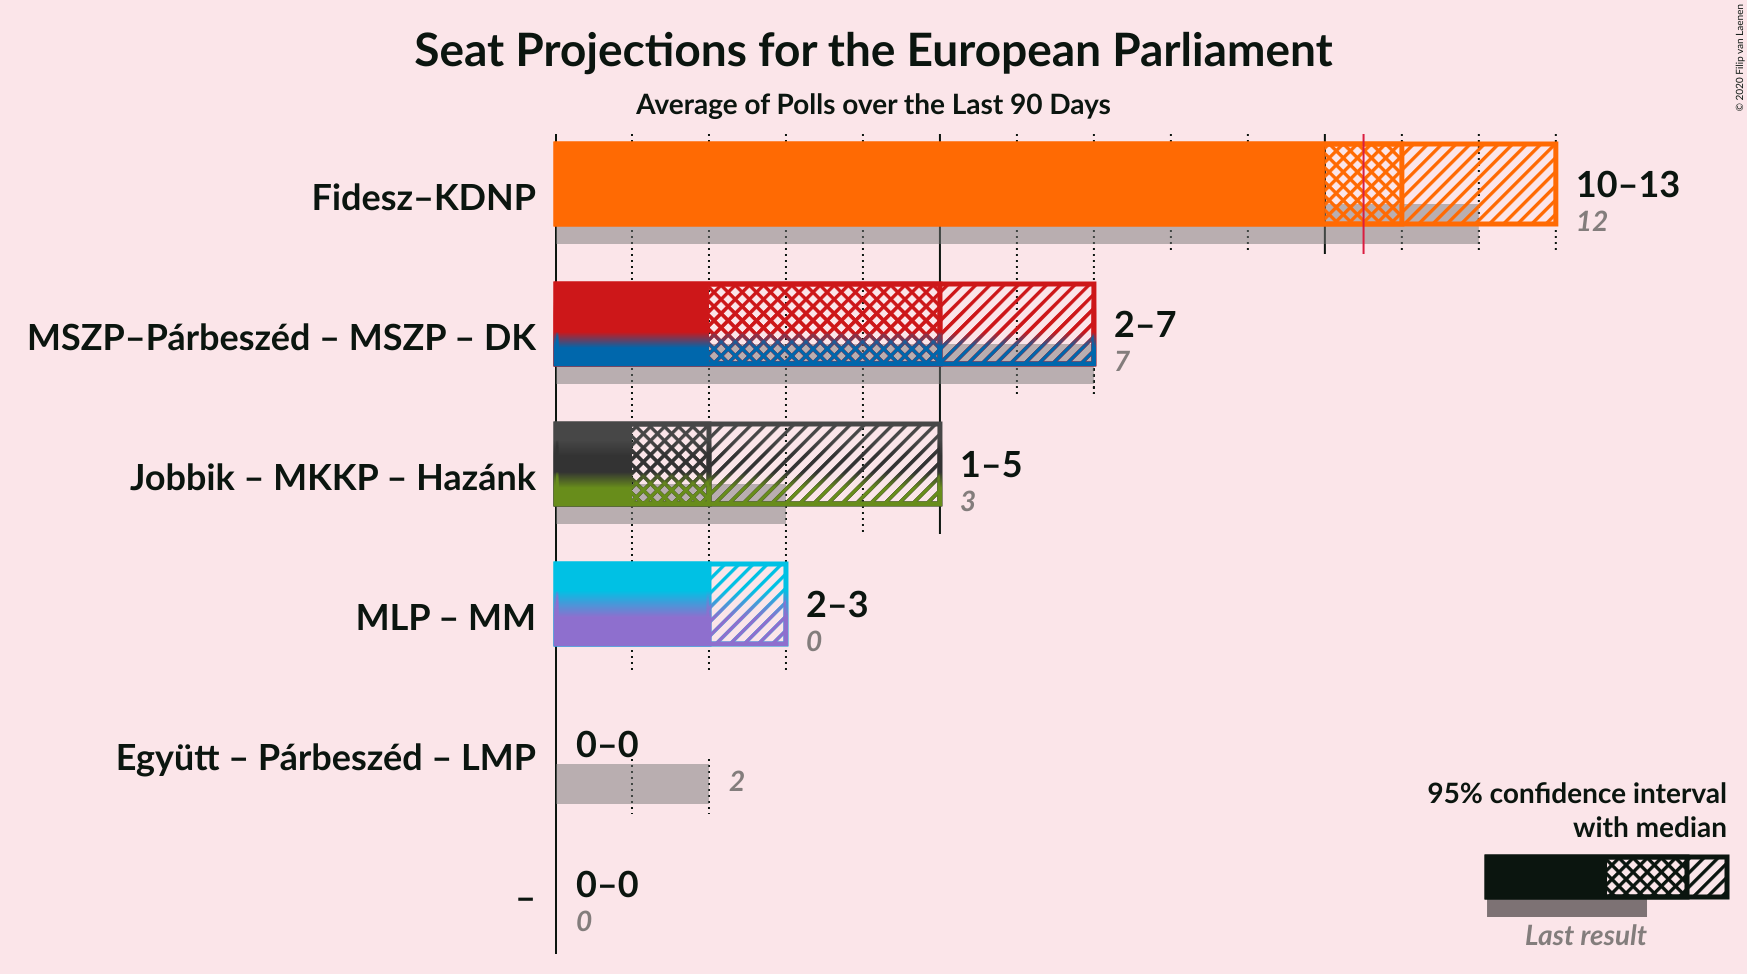 Seat Projections for the European Parliament
Average of Polls over the Last 90 Days
© 2020 Filip van Laenen
Fidesz–KDNP
10–13
12
MSZP–Párbeszéd – MSZP – DK
2–7
7
Jobbik – MKKP – Hazánk
1–5
3
MLP – MM
2–3
0
Együtt – Párbeszéd – LMP
0–0
2
–
0–0
0
95% confidence interval
with median
Last result